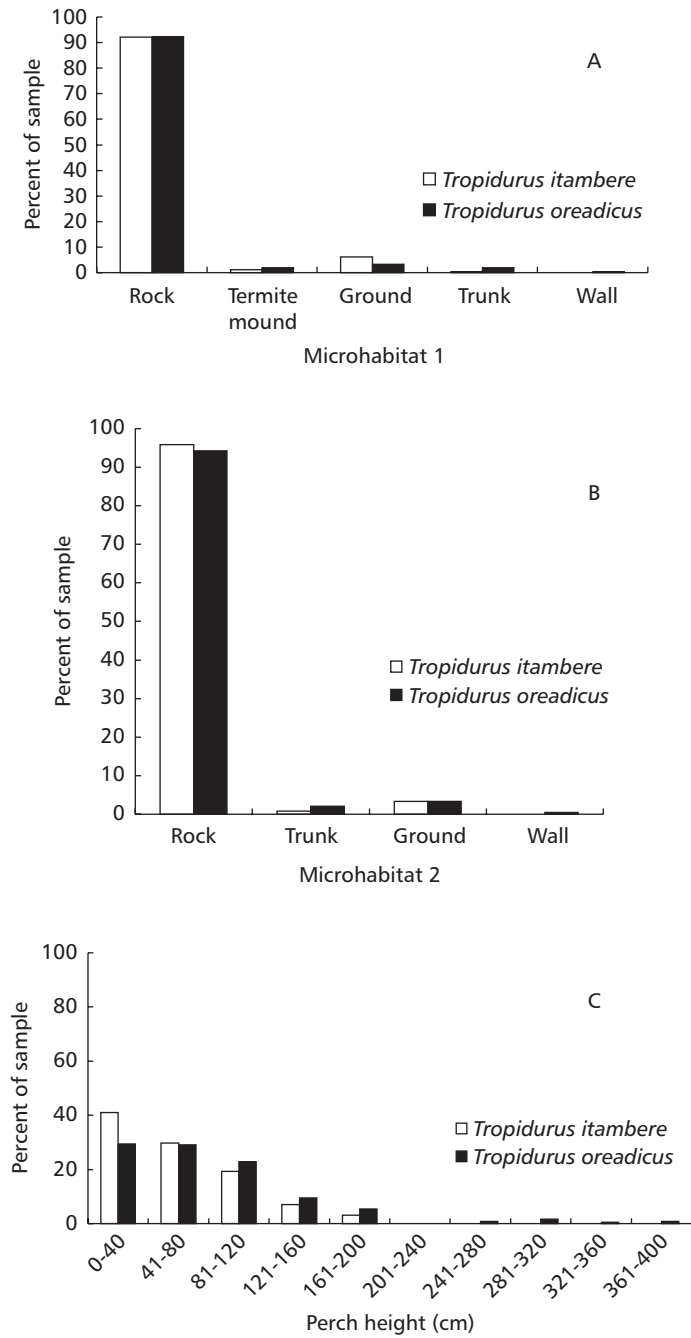 100
90
80
70
60
50
40
30
20
10
0
Percent of sample
A
Tropidurus itambere
Tropidurus oreadicus
Rock Termite mound Ground Trunk Wall
Microhabitat 1
100
90
80
70
60
50
40
30
20
10
0
Percent of sample
B
Tropidurus itambere
Tropidurus oreadicus
Rock Trunk Ground Wall
Microhabitat 2
100
80
60
40
20
0
Percent of sample
C
Tropidurus itambere
Tropidurus oreadicus
0-40 41-80 81-120 121-160 161-200 201-240 241-280 281-320 321-360 361-400
Perch height (cm)